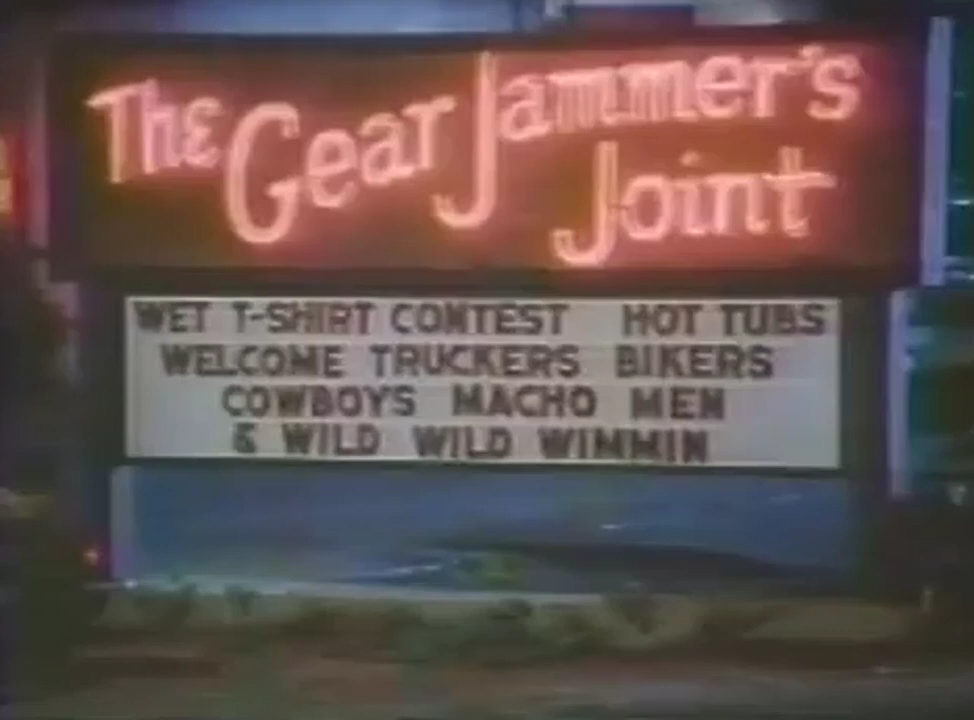 The Gear Jammer's
Joint
WET T-SHIRT CONTEST HOT TUBS
WELCOME TRUCKERS BIKERS
COWBOYS MACHO MEN
& WILD WILD WIMMIN